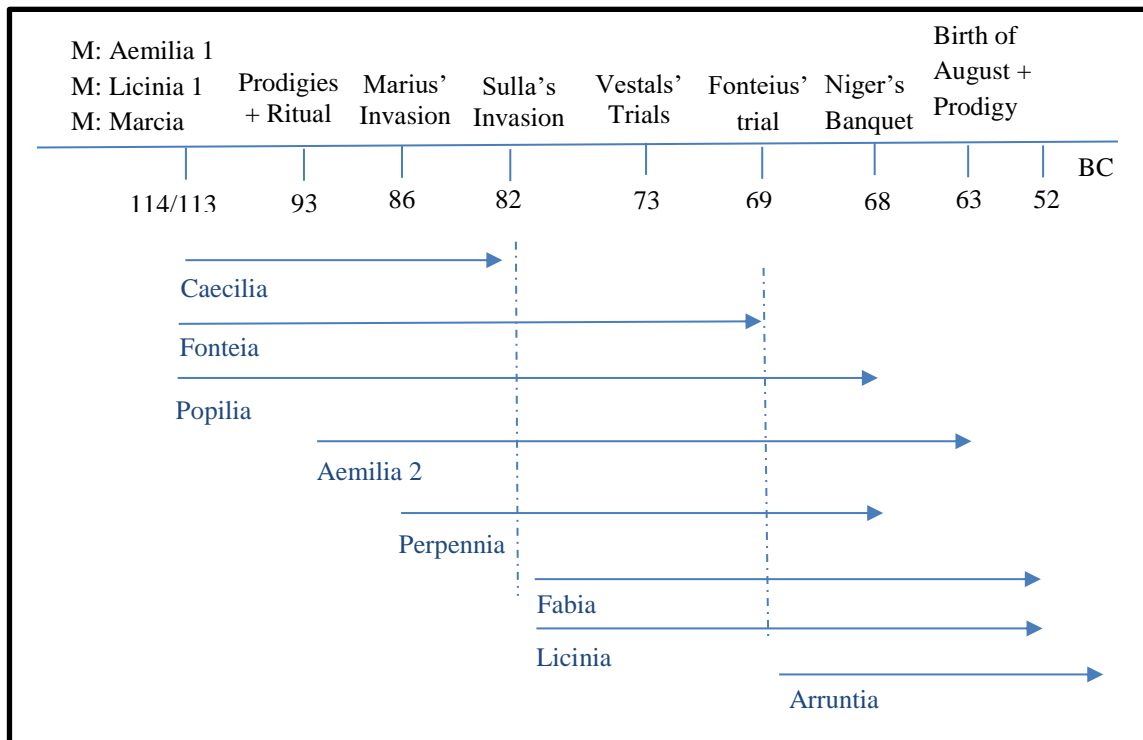 M: Aemilia 1
M: Licinia 1
M: Marcia
Prodigies
+ Ritual
Marius’
Invasion
Sulla’s
Invasion
Vestals’
Trials
Fonteius’
trial
Niger’s
Banquet
Birth of
August +
Prodigy
BC
114/113
93
86
82
73
69
68
63
52
Caecilia
Fonteia
Popilia
Aemilia 2
Perpennia
Fabia
Licinia
Arruntia